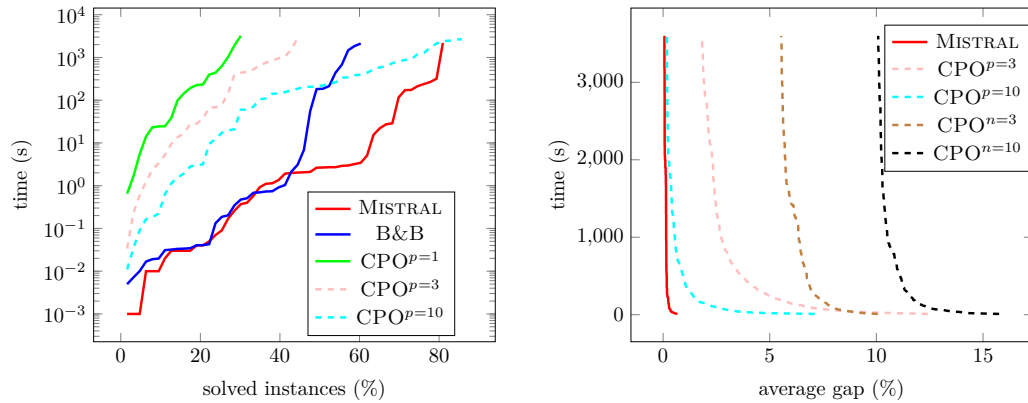 10^4
10^3
10^2
10^1
10^0
10^−1
10^−2
10^−3
time (s)
0
20
40
60
80
solved instances (%)
MISTRAL
B&B
CPO^{p=1}
CPO^{p=3}
CPO^{p=10}
3,000
2,000
1,000
0
time (s)
0
5
10
15
average gap (%)
MISTRAL
CPO^{p=3}
CPO^{p=10}
CPO^{n=3}
CPO^{n=10}